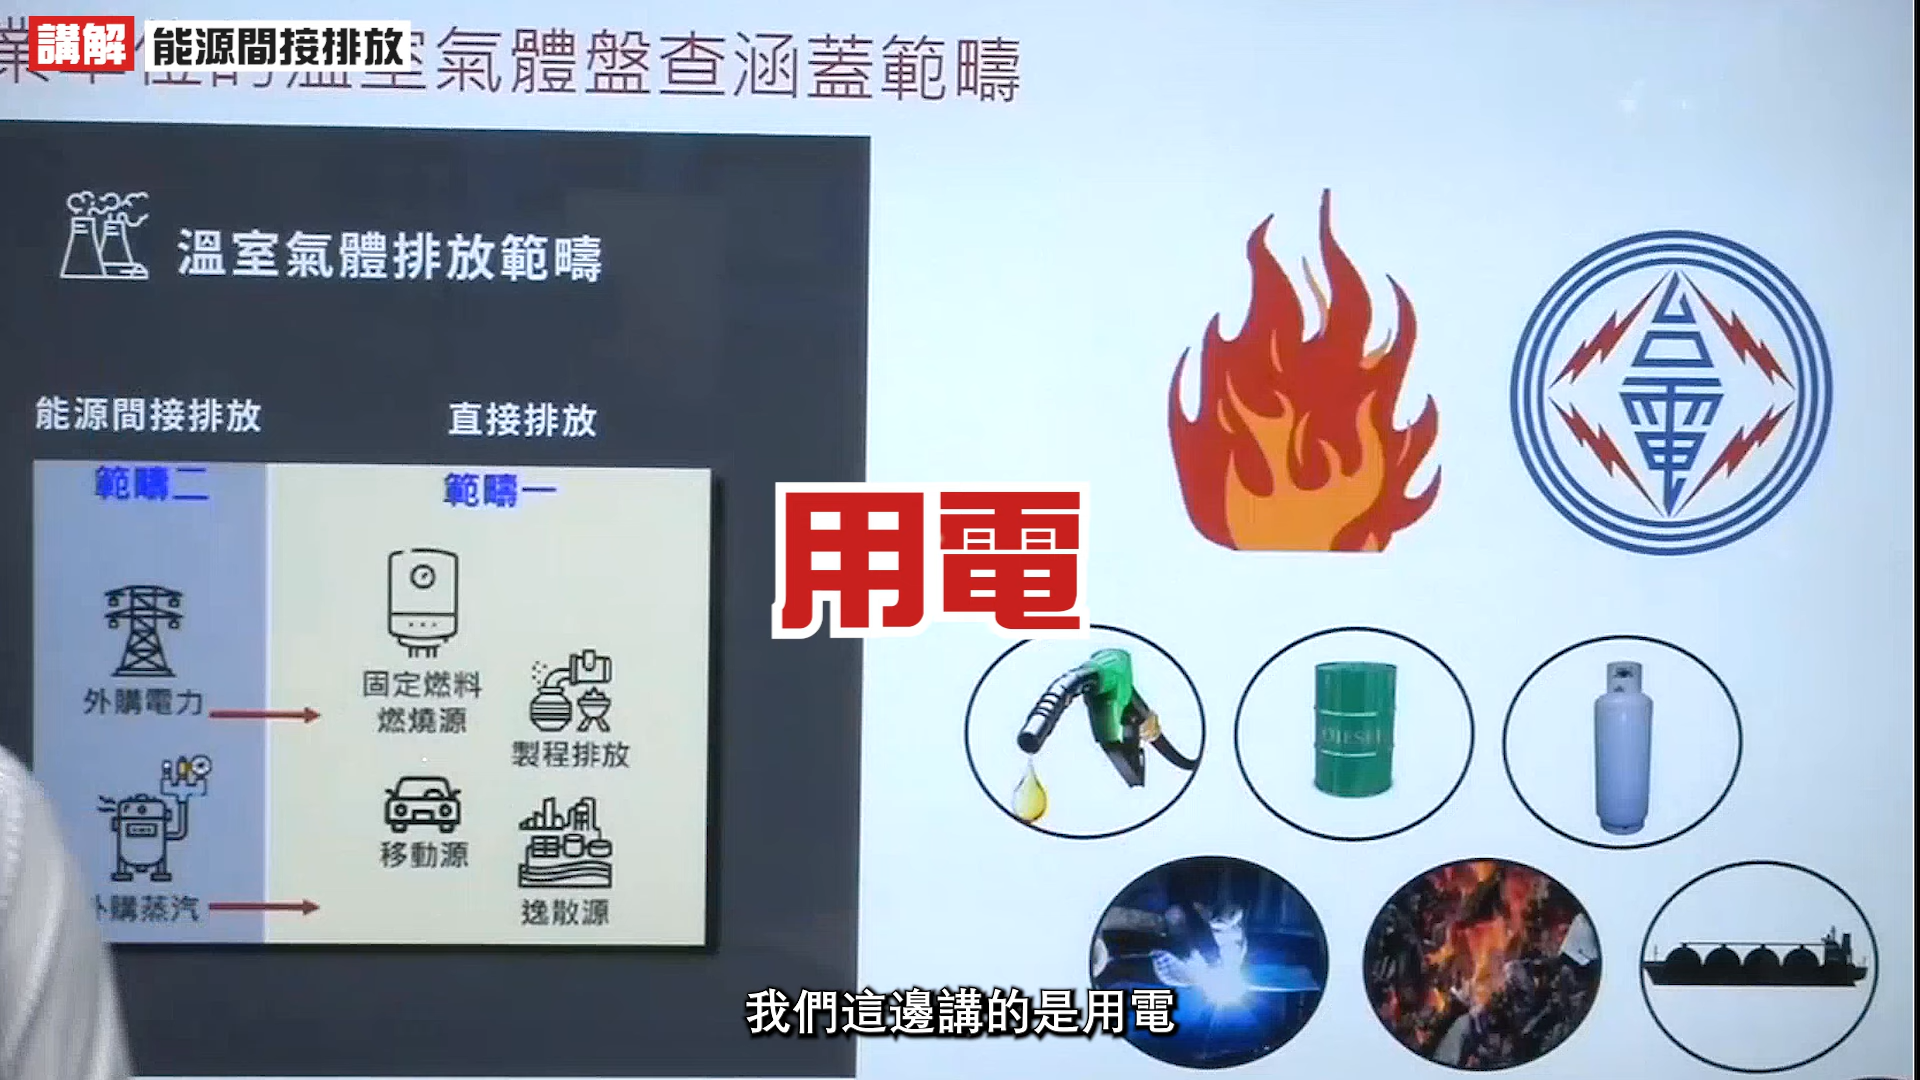 講解 能源間接排放
氣體盤查涵蓋範疇
溫室氣體排放範疇
能源間接排放
直接排放
範疇二
範疇一
外購電力
固定燃料
燃燒源
製程排放
移動源
購蒸汽
逸散源
用電
台電
DIESEL
我們這邊講的是用電